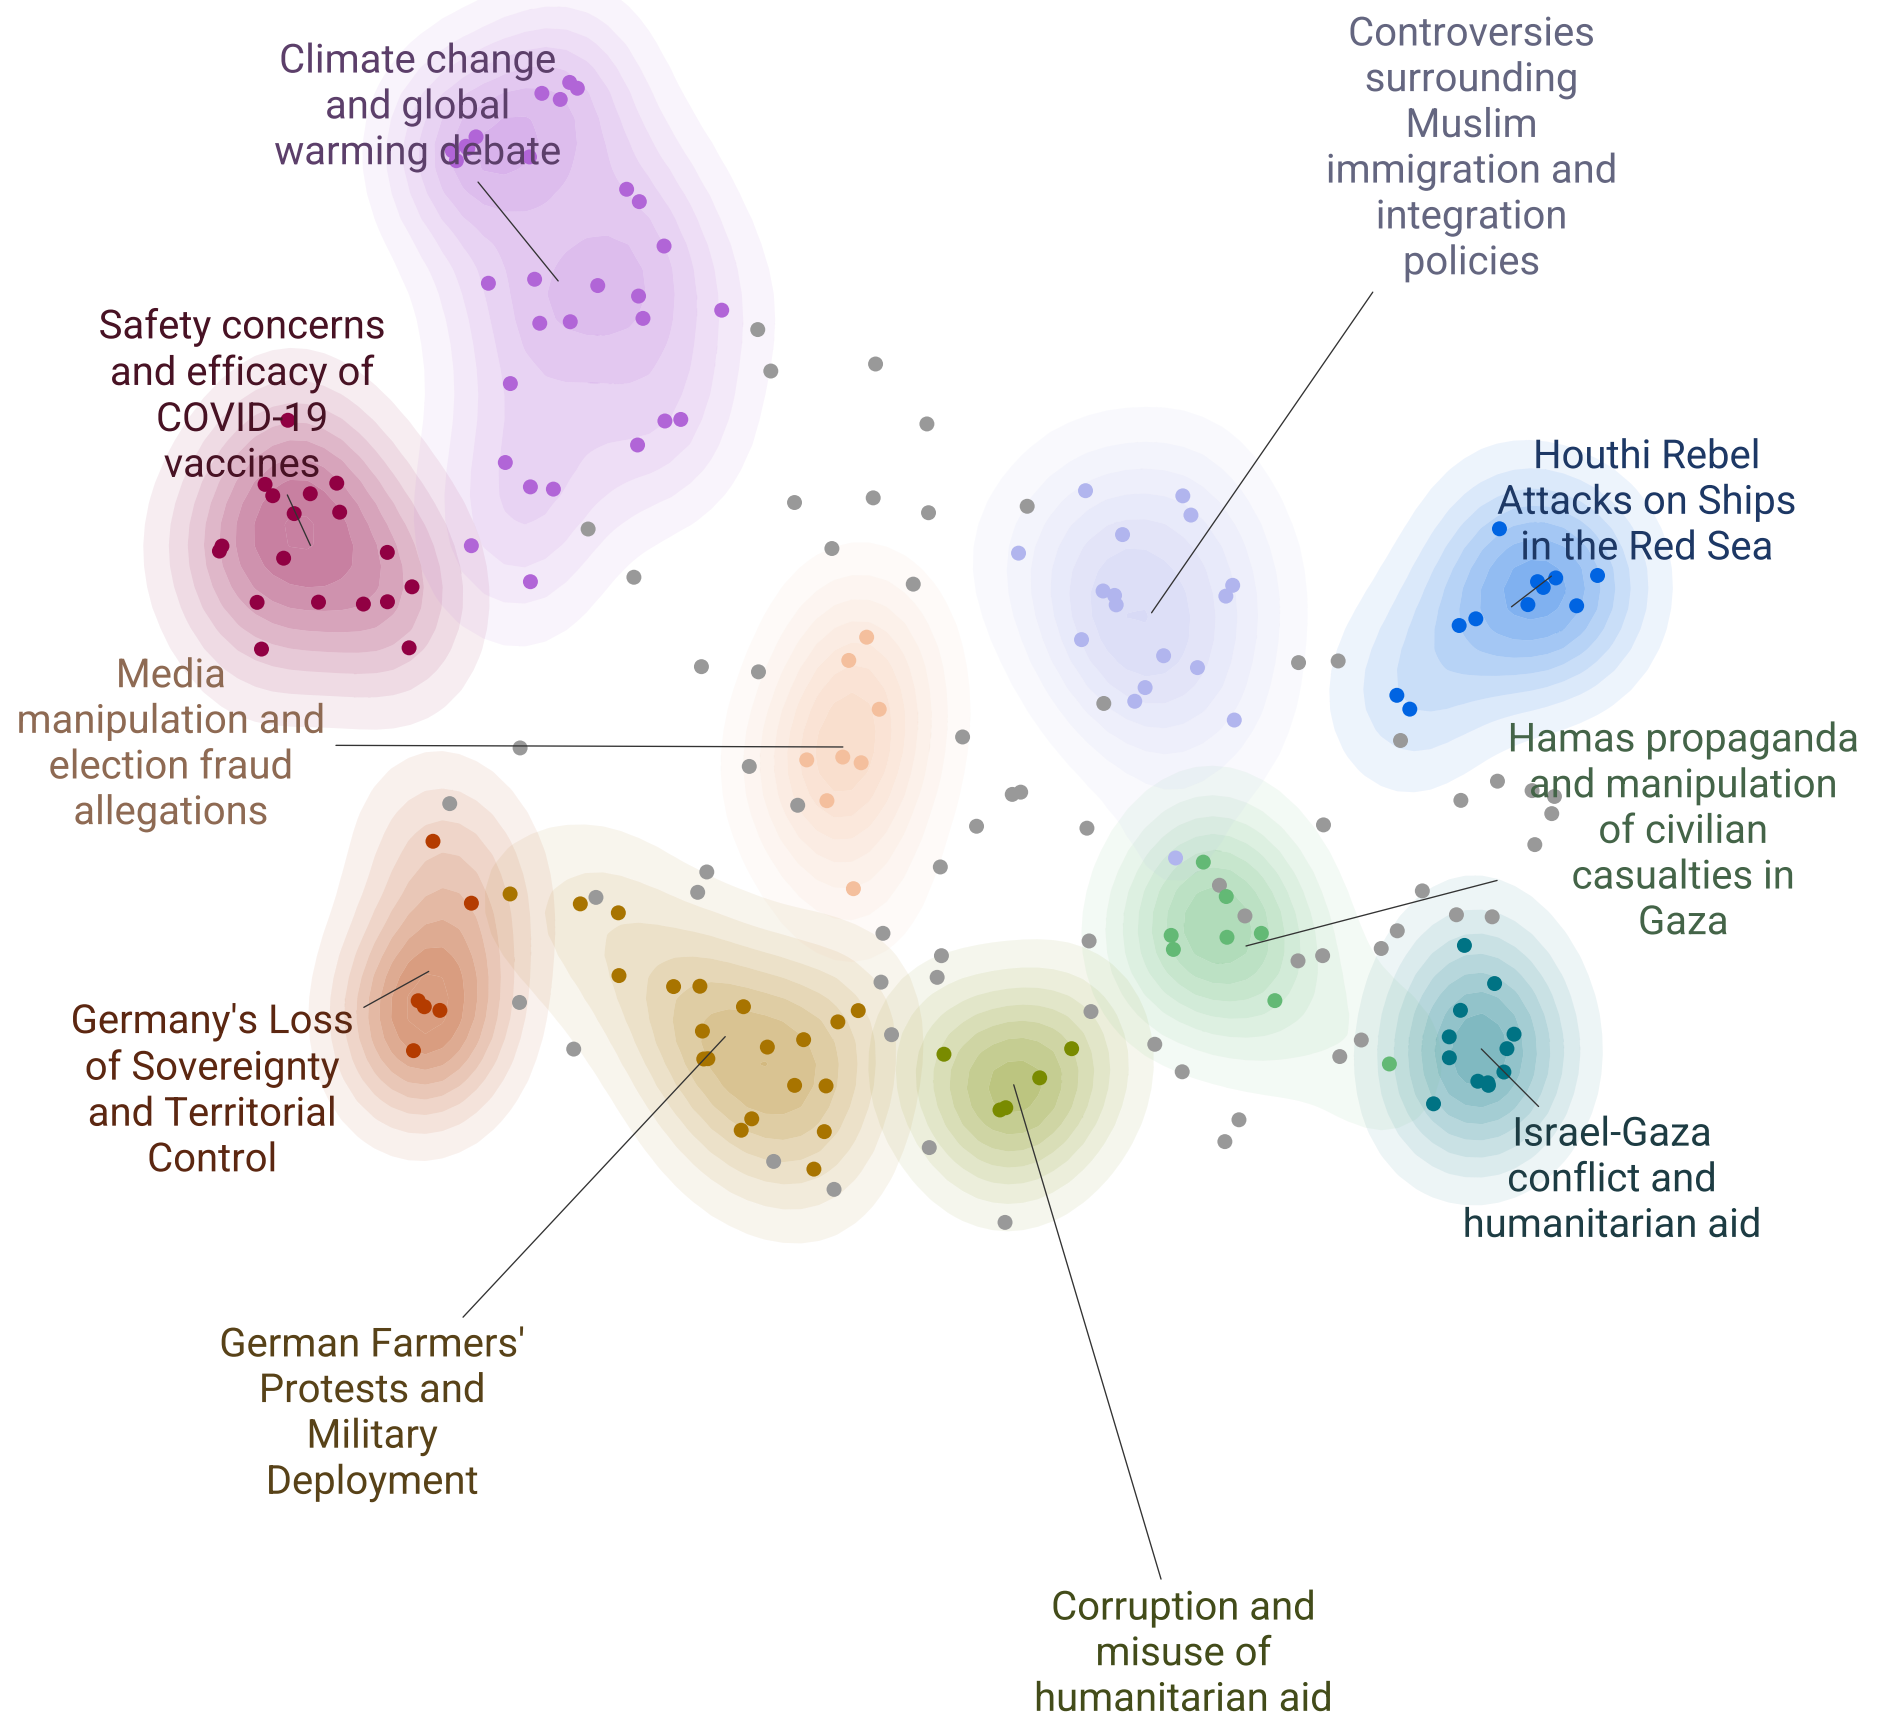 Climate change
and global
warming debate
Controversies
surrounding
Muslim
immigration and
integration
policies
Safety concerns
and efficacy of
COVID-19
vaccines
Houthi Rebel
Attacks on Ships
in the Red Sea
Media
manipulation and
election fraud
allegations
Hamas propaganda
and manipulation
of civilian
casualties in
Gaza
Germany's Loss
of Sovereignty
and Territorial
Control
Israel-Gaza
conflict and
humanitarian aid
German Farmers'
Protests and
Military
Deployment
Corruption and
misuse of
humanitarian aid